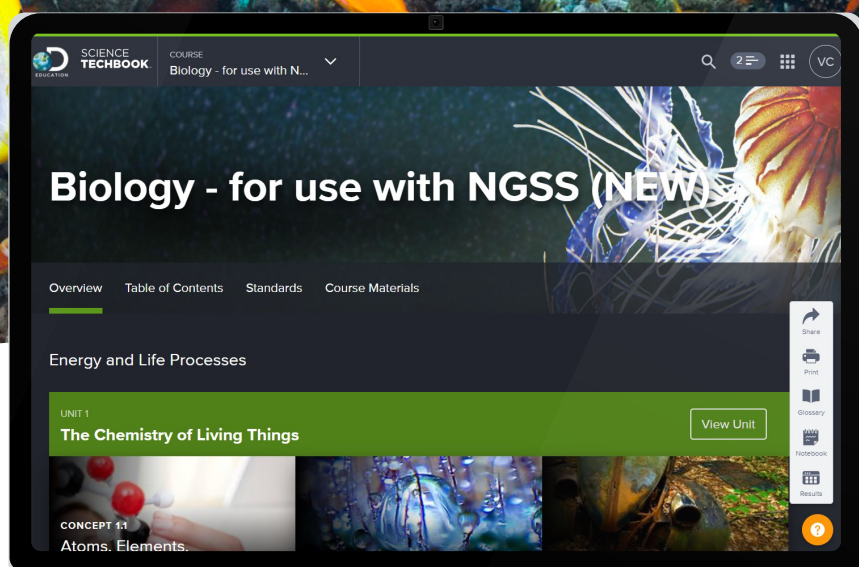 SCIENCE
TECHBOOK.
EDUCATION
COURSE
Biology - for use with N...
2
VC
Biology - for use with NGSS (NEW)
Overview Table of Contents Standards Course Materials
Share
Print
Glossary
Notebook
Results
?
Energy and Life Processes
UNIT 1
The Chemistry of Living Things
View Unit
CONCEPT 1.1
Atoms, Elements,